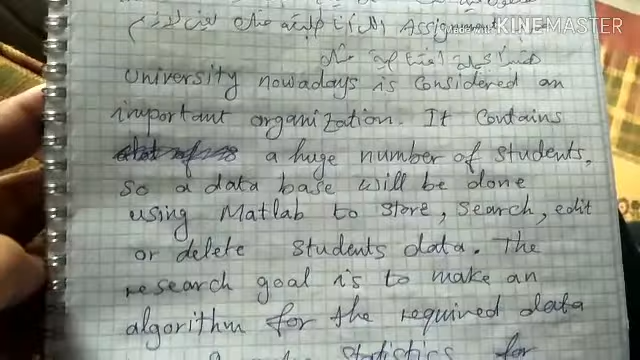 Made with KINEMASTER
Assignment
University nowadays is considered an
important organization. It contains
a huge number of students,
so a data base will be done
using Matlab to store, search, edit
or delete students data. The
research goal is to make an
algorithm for the required data
statistics for